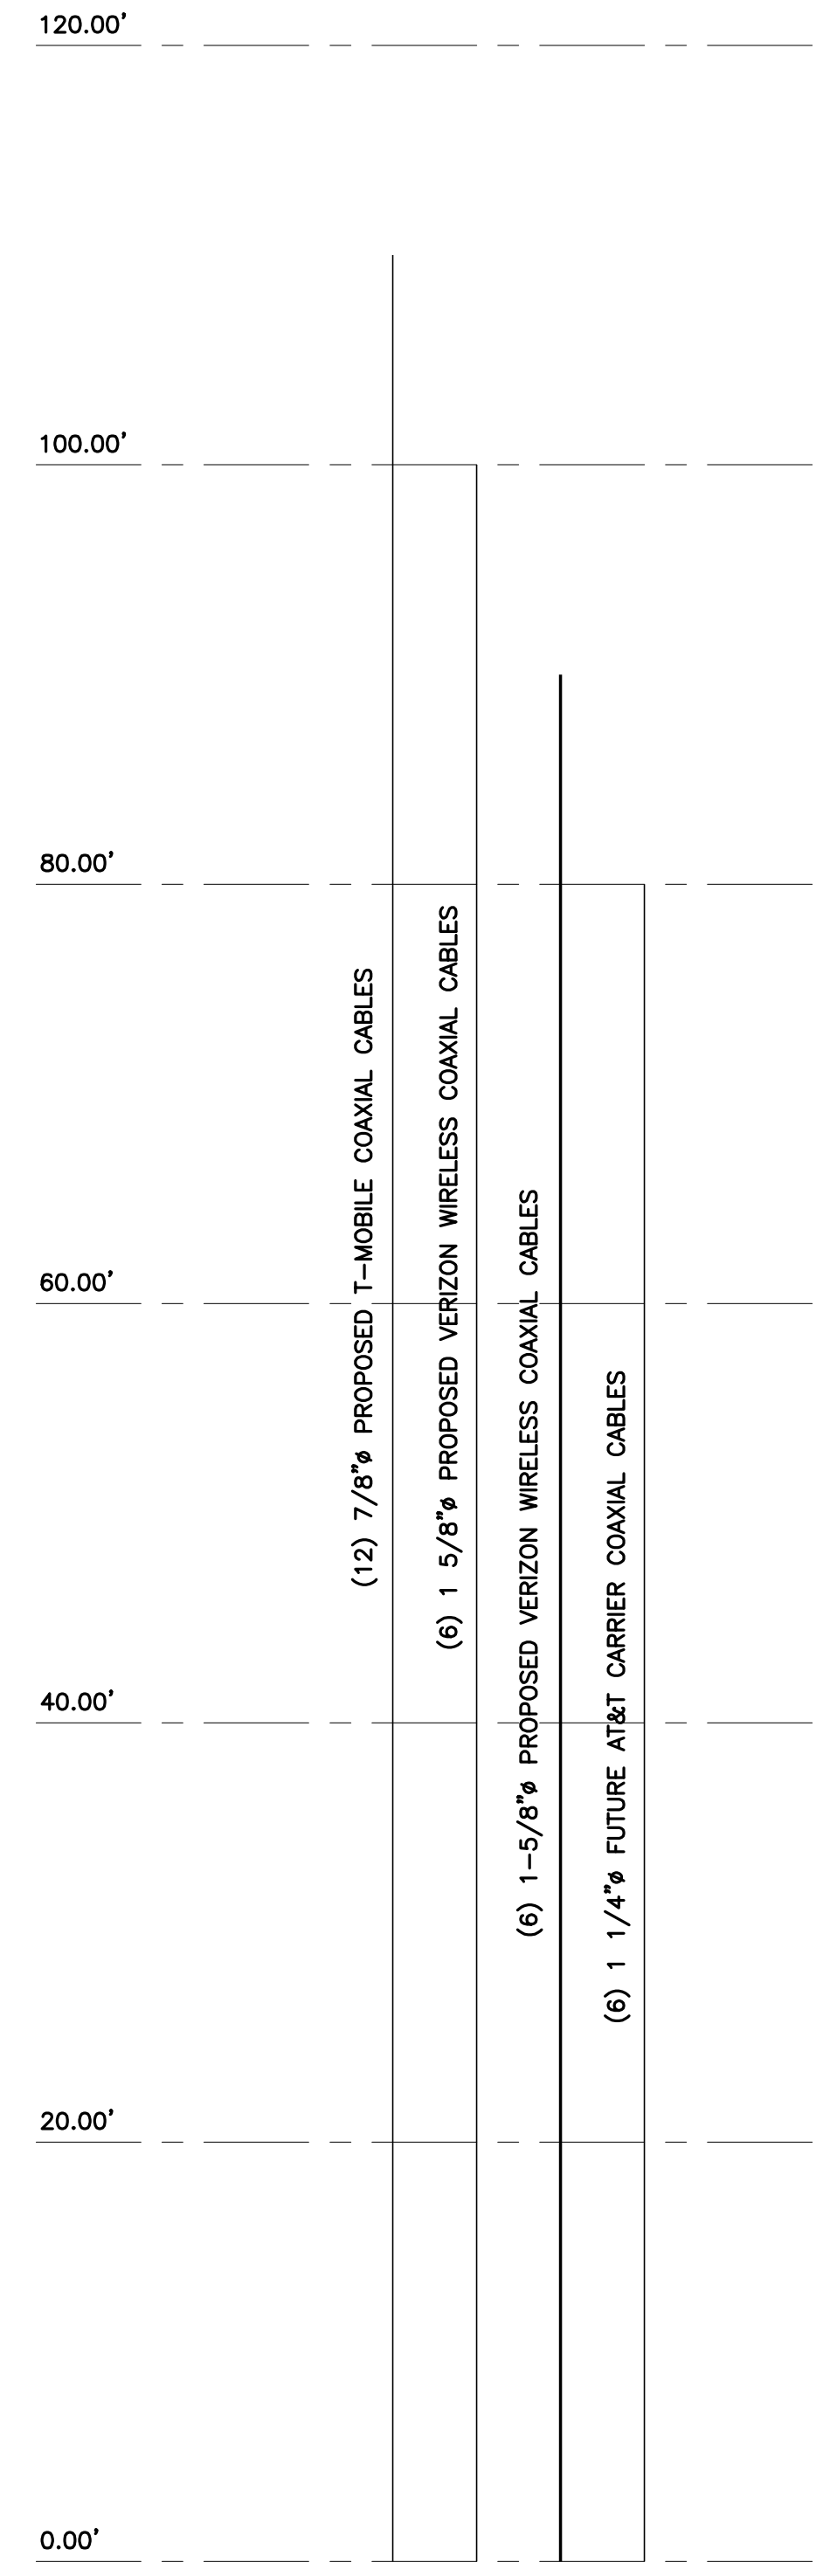 120.00'
100.00'
80.00'
60.00'
40.00'
20.00'
0.00'
(12) 7/8"ø PROPOSED T-MOBILE COAXIAL CABLES
(6) 1 5/8"ø PROPOSED VERIZON WIRELESS COAXIAL CABLES
(6) 1-5/8"ø PROPOSED VERIZON WIRELESS COAXIAL CABLES
(6) 1 1/4"ø FUTURE AT&T CARRIER COAXIAL CABLES